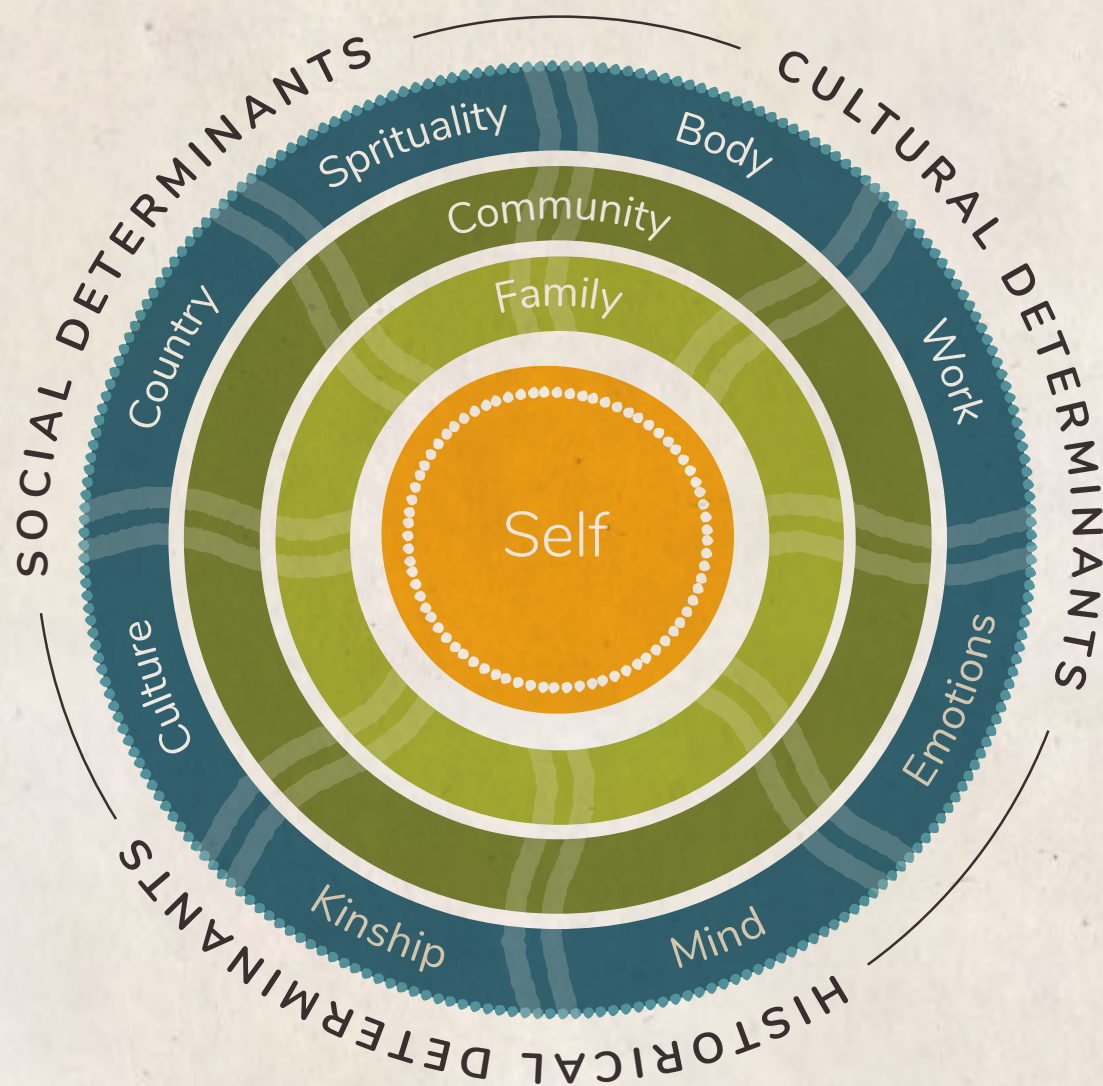 SOCIAL DETERMINANTS
CULTURAL DETERMINANTS
HISTORICAL DETERMINANTS
Sprituality
Body
Work
Emotions
Mind
Kinship
Culture
Country
Community
Family
Self